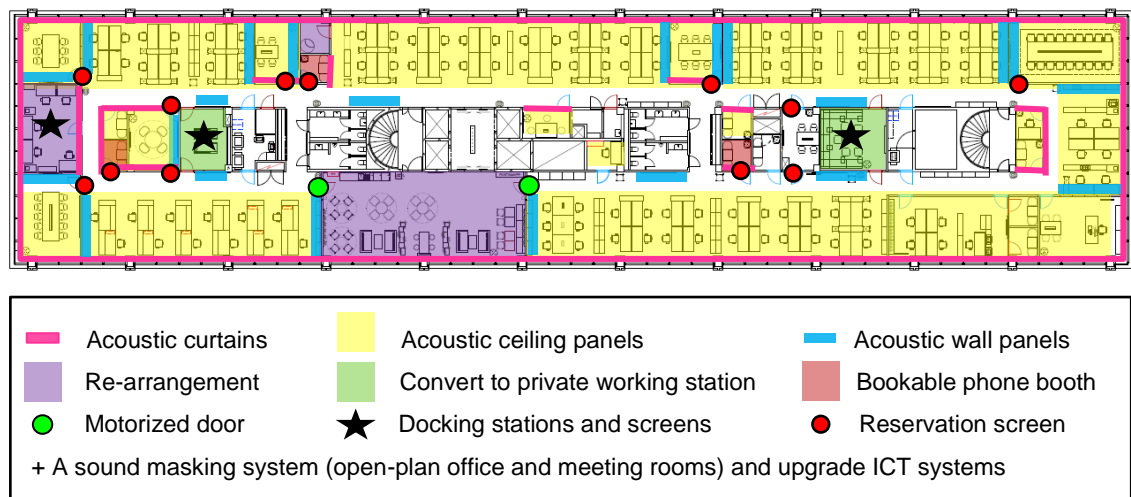 Acoustic curtains
Acoustic ceiling panels
Acoustic wall panels
Re-arrangement
Convert to private working station
Bookable phone booth
Motorized door
Docking stations and screens
Reservation screen
+ A sound masking system (open-plan office and meeting rooms) and upgrade ICT systems